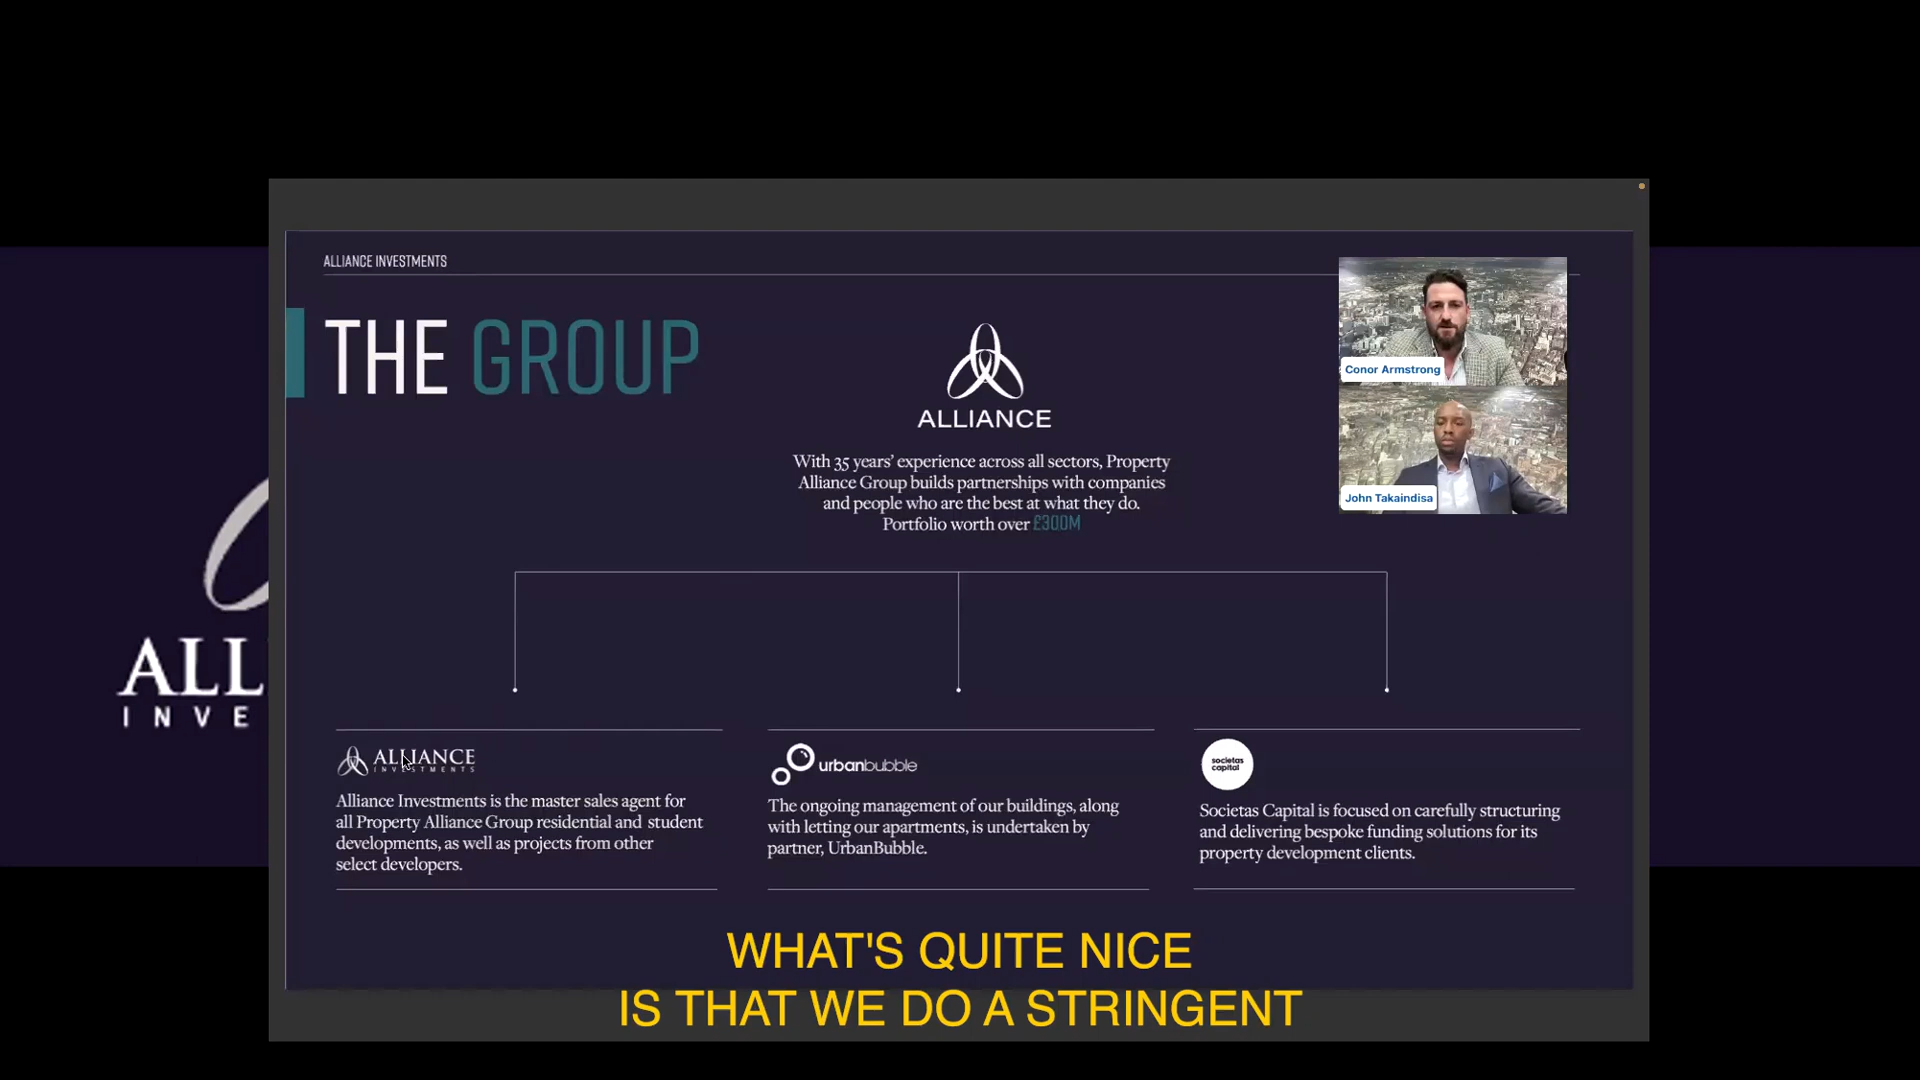 ALLIANCE INVESTMENTS
THE GROUP
ALLIANCE
With 35 years' experience across all sectors, Property
Alliance Group builds partnerships with companies
and people who are the best at what they do.
Portfolio worth over £300M
Conor Armstrong
John Takaindisa
ALL
INVE
ALLIANCE
INVESTMENTS
Alliance Investments is the master sales agent for
all Property Alliance Group residential and student
developments, as well as projects from other
select developers.
urbanbubble
The ongoing management of our buildings, along
with letting our apartments, is undertaken by
partner, UrbanBubble.
societas
capital
Societas Capital is focused on carefully structuring
and delivering bespoke funding solutions for its
property development clients.
WHAT'S QUITE NICE
IS THAT WE DO A STRINGENT